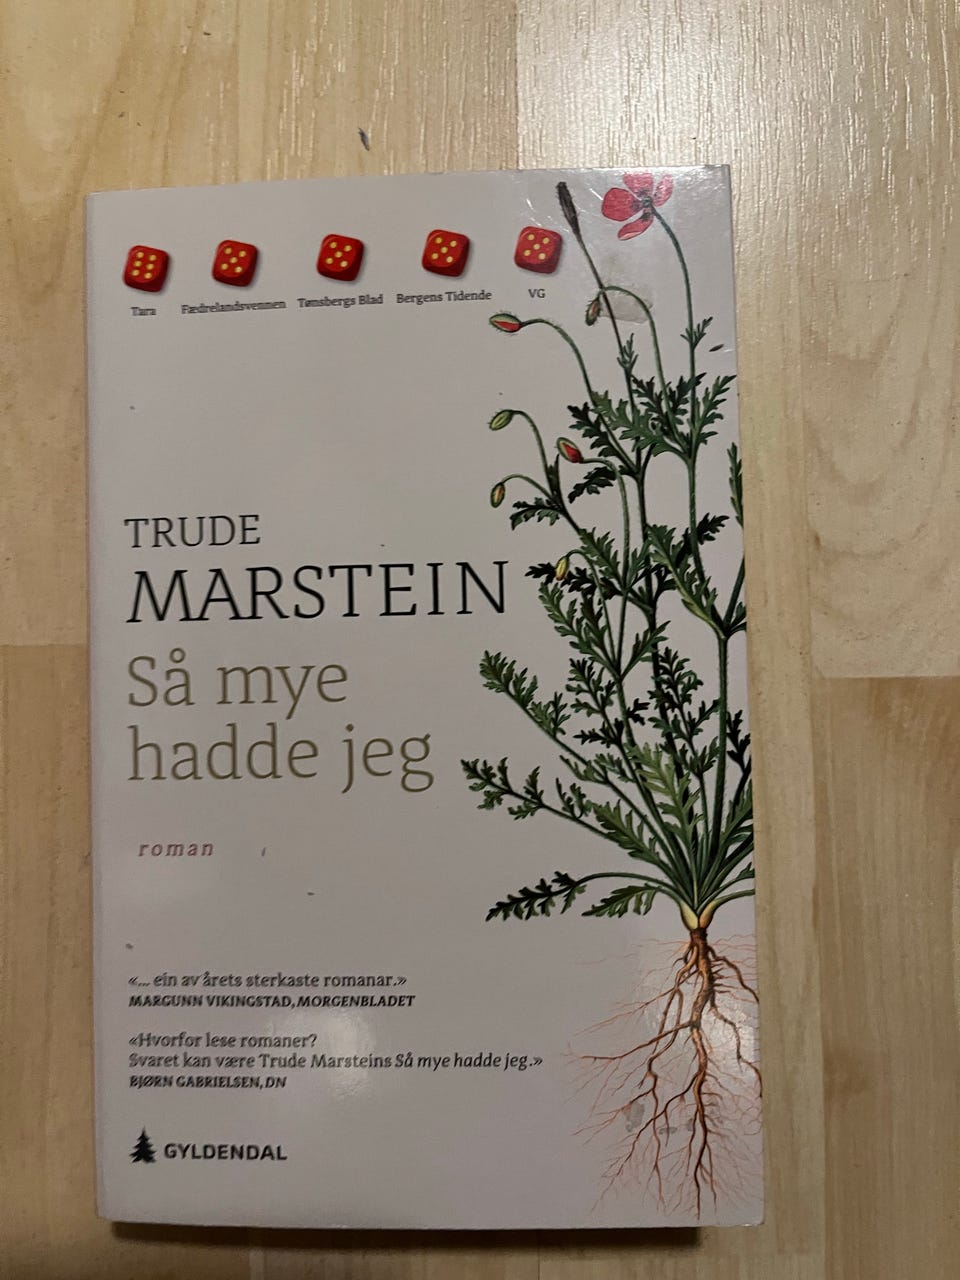 Tara Fædrelandsvennen Tønsbergs Blad Bergens Tidende VG
TRUDE
MARSTEIN
Så mye
hadde jeg
roman
«... ein av årets sterkaste romanar.»
MARGUNN VIKINGSTAD, MORGENBLADET
«Hvorfor lese romaner?
Svaret kan være Trude Marsteins Så mye hadde jeg.»
BJØRN GABRIELSEN, DN
GYLDENDAL